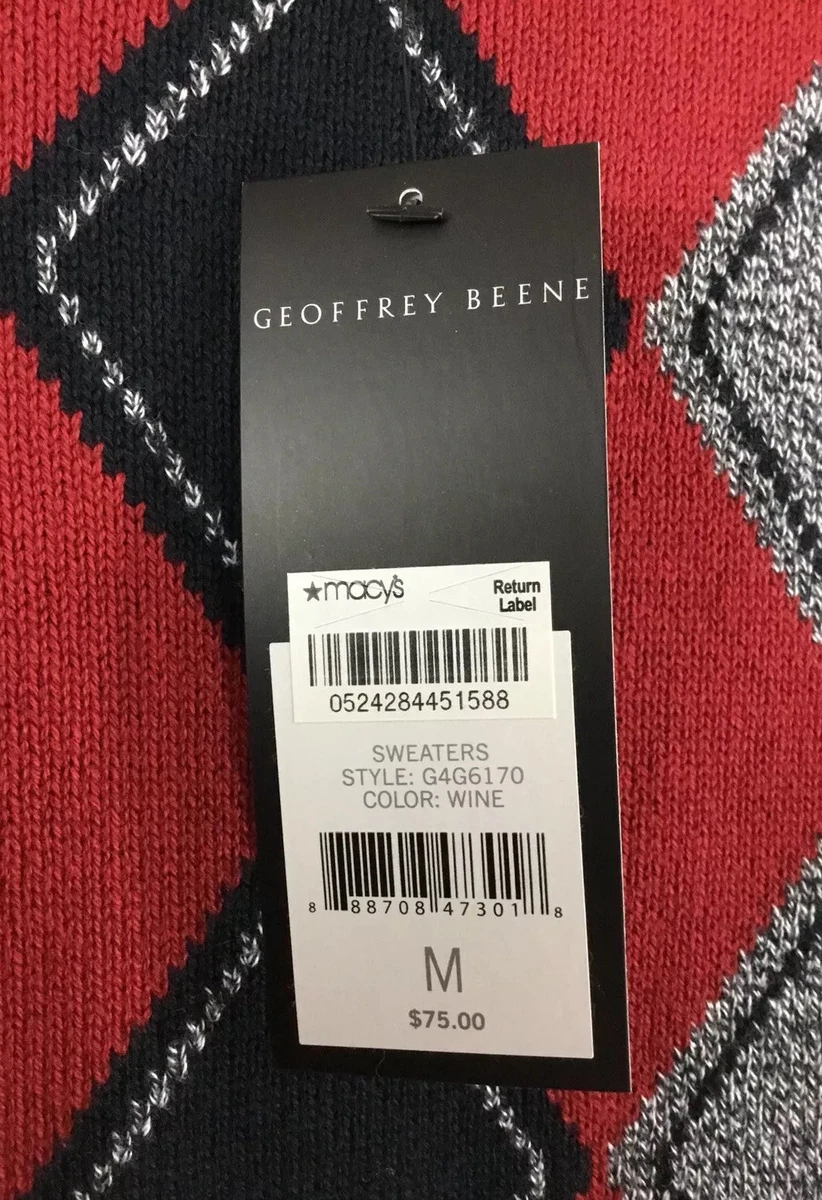 GEOFFREY BEENE
macy's
Return
Label
0524284451588
SWEATERS
STYLE: G4G6170
COLOR: WINE
8 88708 47301 8
M
$75.00